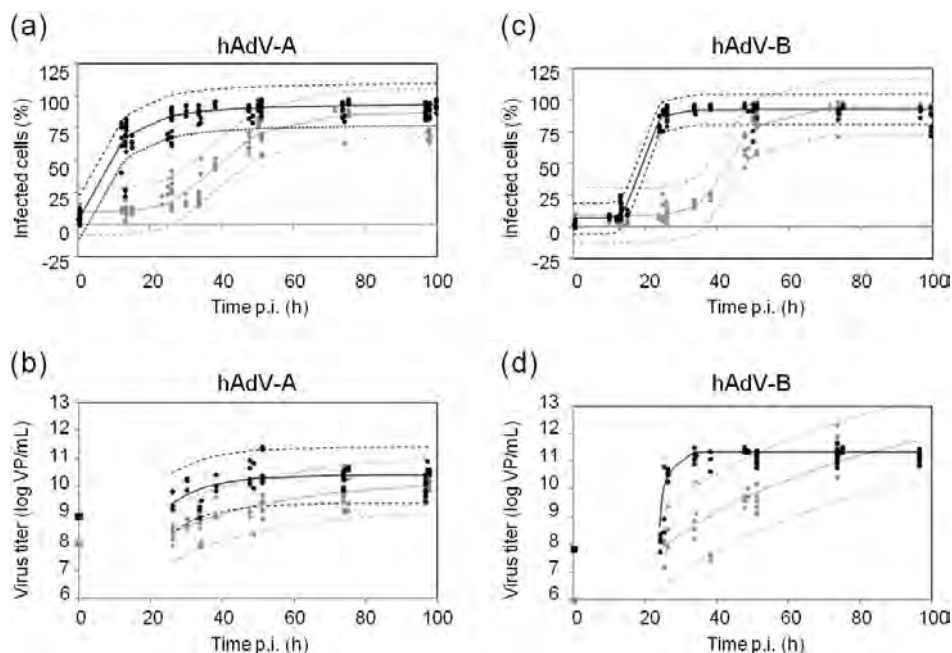 (a)
hAdV-A
125
100
75
50
25
0
-25
Infected cells (%)
0 20 40 60 80 100
Time p.i. (h)
(c)
hAdV-B
125
100
75
50
25
0
-25
Infected cells (%)
0 20 40 60 80 100
Time p.i. (h)
(b)
hAdV-A
13
12
11
10
9
8
7
6
Virus titer (log VP/mL)
0 20 40 60 80 100
Time p.i. (h)
(d)
hAdV-B
13
12
11
10
9
8
7
6
Virus titer (log VP/mL)
0 20 40 60 80 100
Time p.i. (h)